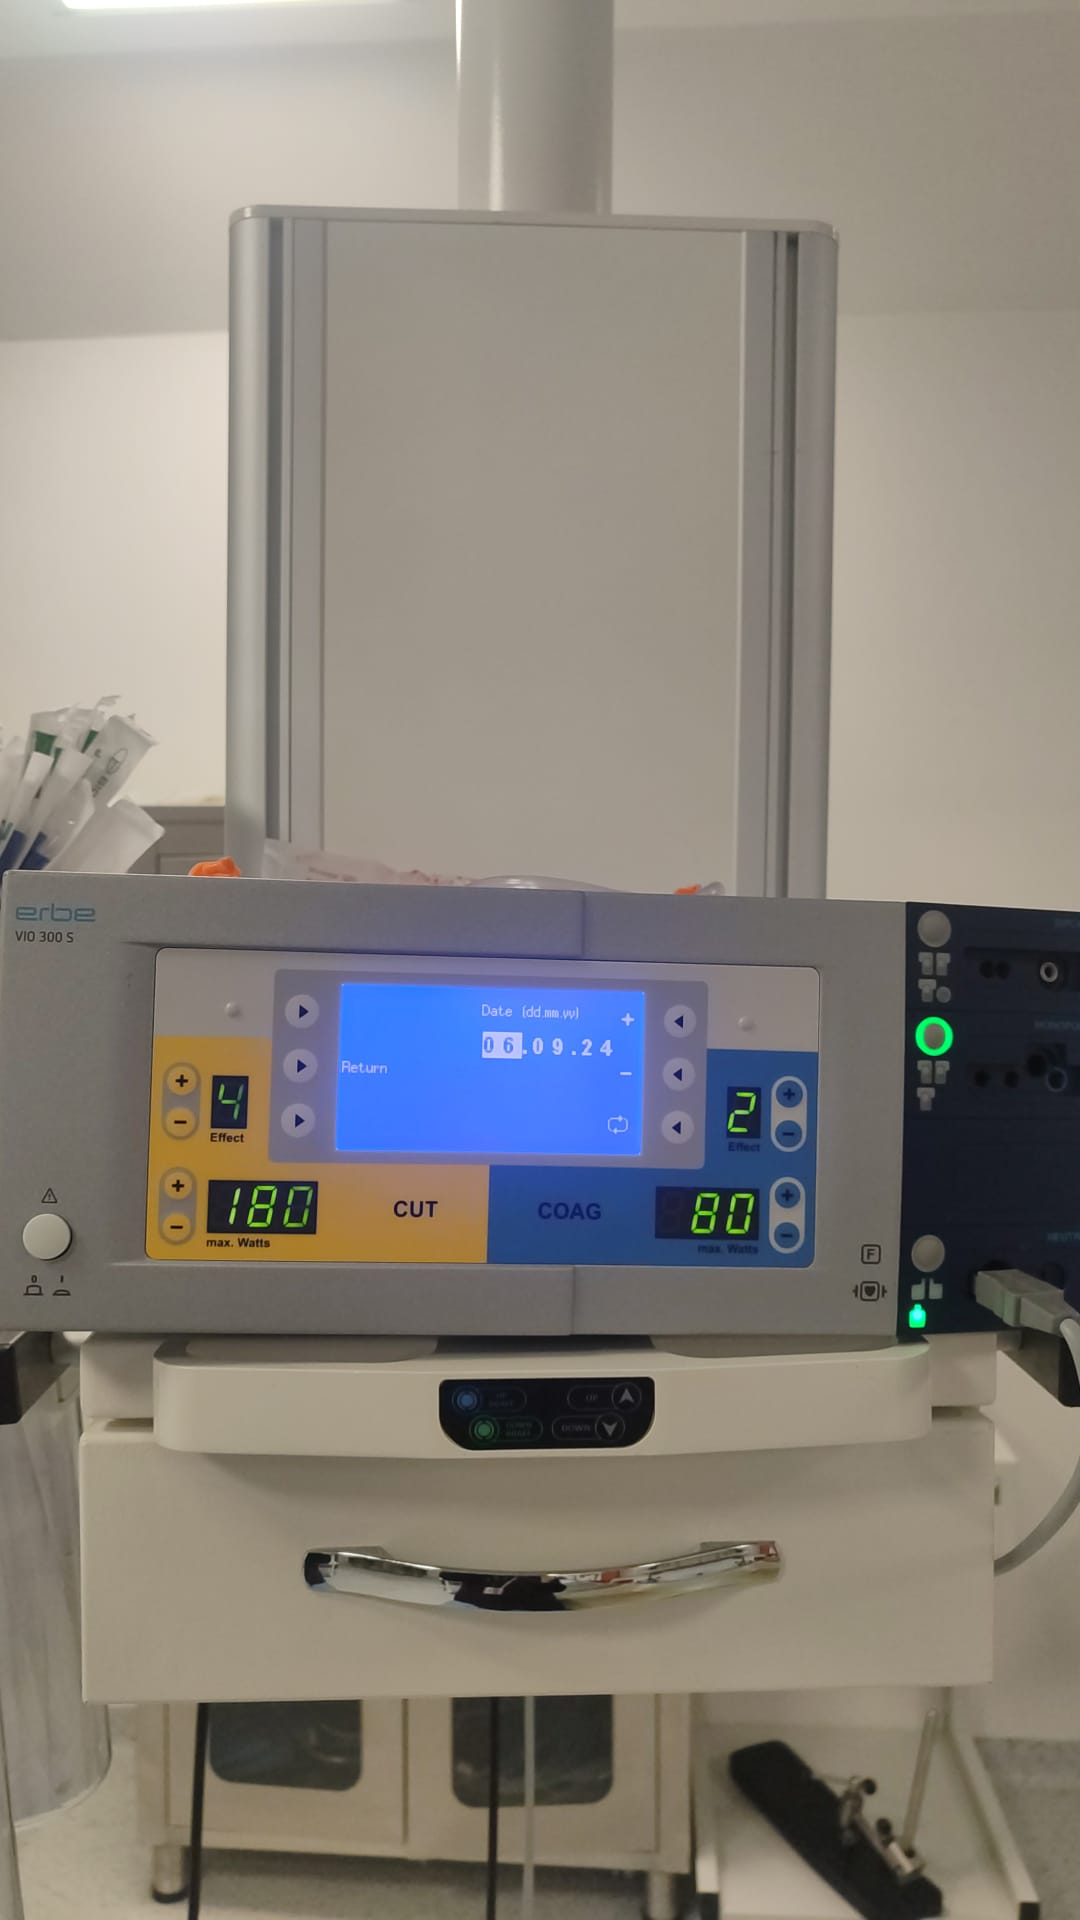 erbe
VIO 300 S
Date (dd.mm.yy)
+
06.09.24
Return
−
+
4
−
Effect
+
2
−
Effect
+
180
−
max. Watts
CUT
COAG
+
80
−
max. Watts
0 I
F
UP
DOWN